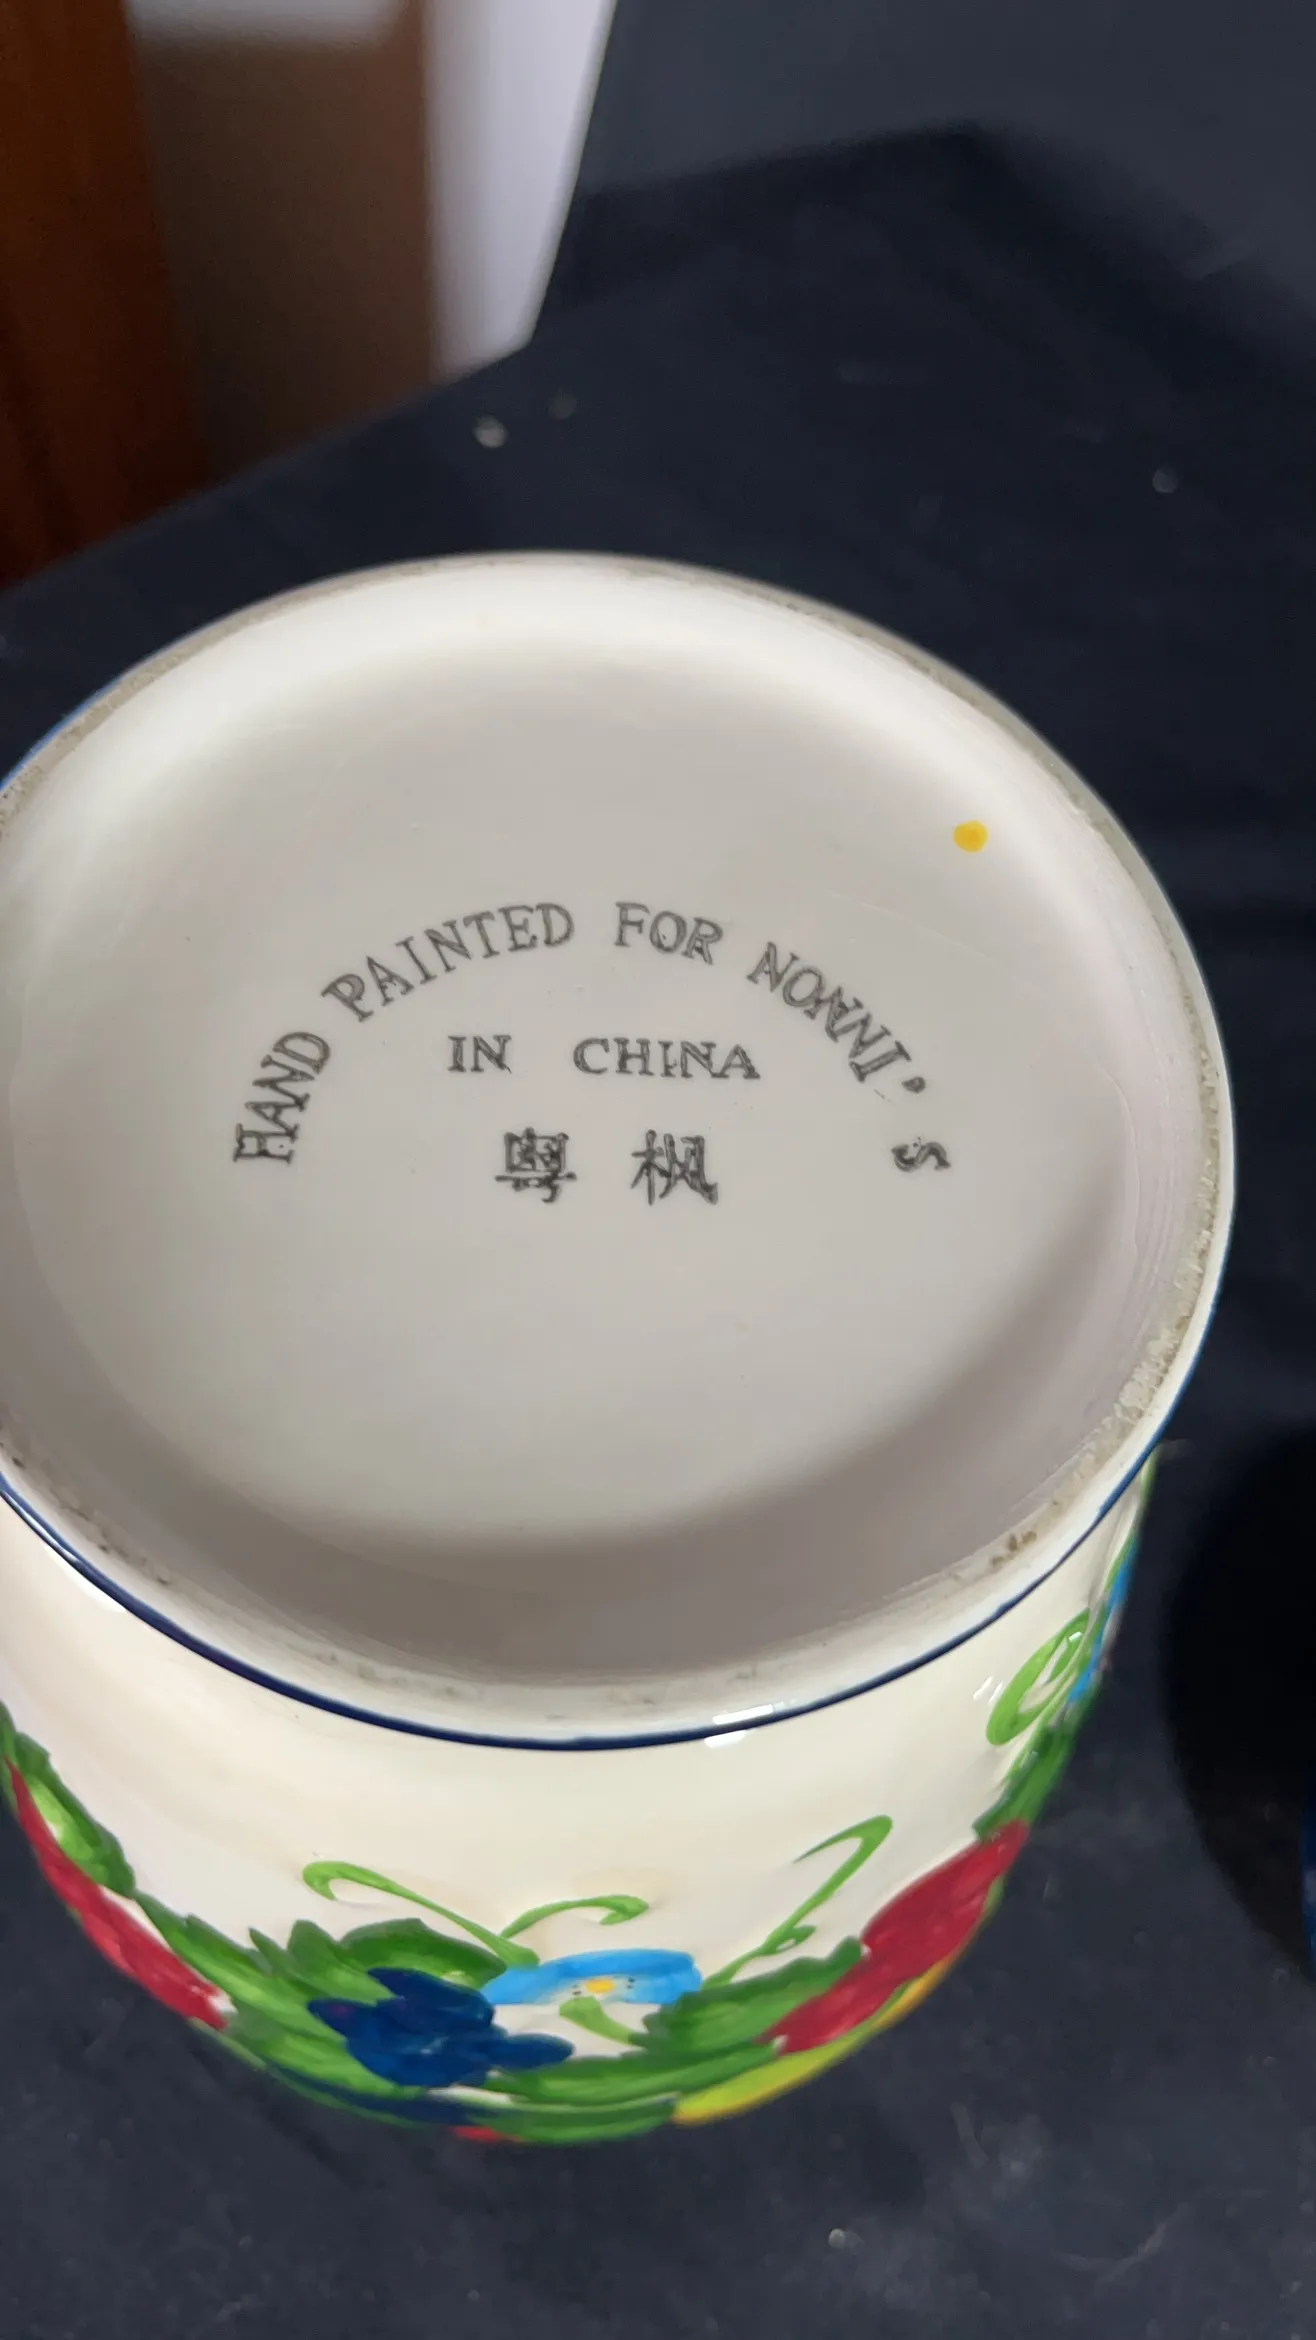 HAND PAINTED FOR NONNI'S
IN CHINA
粤枫